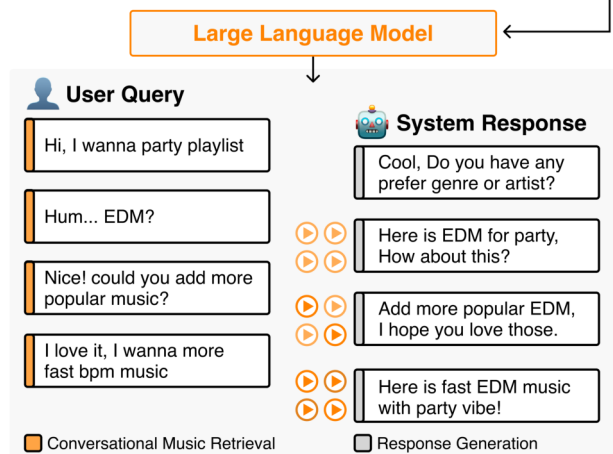 Large Language Model
User Query
Hi, I wanna party playlist
Hum... EDM?
Nice! could you add more
popular music?
I love it, I wanna more
fast bpm music
System Response
Cool, Do you have any
prefer genre or artist?
Here is EDM for party,
How about this?
Add more popular EDM,
I hope you love those.
Here is fast EDM music
with party vibe!
Conversational Music Retrieval
Response Generation